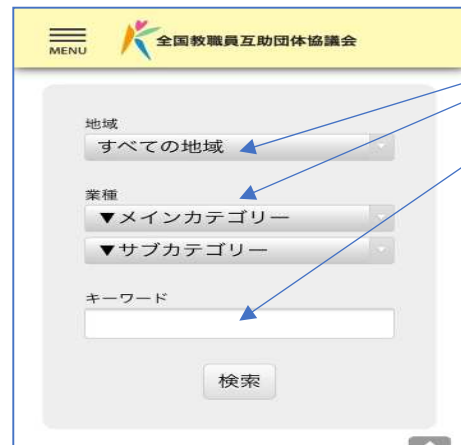 MENU
全国教職員互助団体協議会
地域
すべての地域
業種
▼メインカテゴリー
▼サブカテゴリー
キーワード
検索